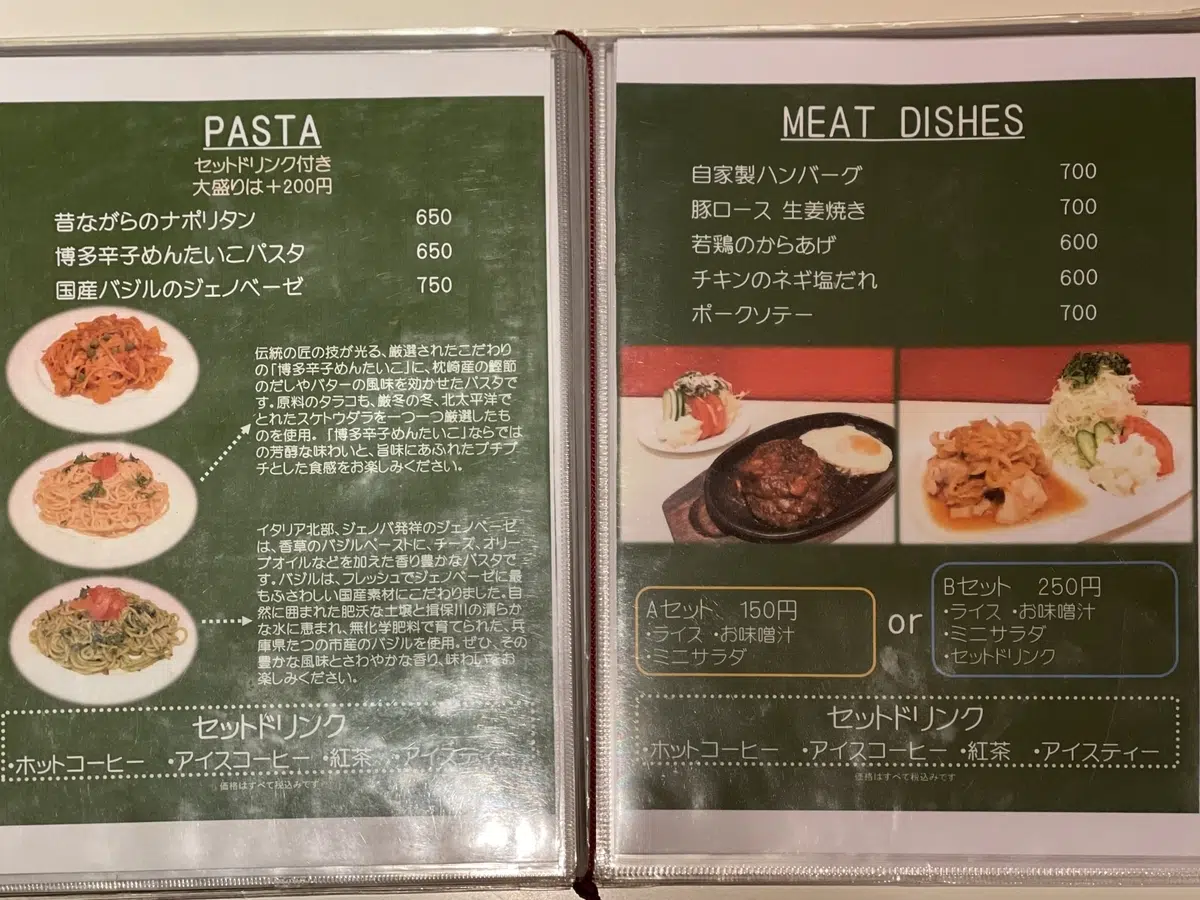 PASTA
セットドリンク付き
大盛りは＋200円
昔ながらのナポリタン 650
博多辛子めんたいこパスタ 650
国産バジルのジェノベーゼ 750
伝統の匠の技が光る、厳選されたこだわり
の「博多辛子めんたいこ」に、枕崎産の鰹節
のだしやバターの風味を効かせたパスタで
す。原料のタラコも、厳冬の冬、北太平洋で
とれたスケトウダラを一つ一つ厳選したも
のを使用。「博多辛子めんたいこ」ならでは
の芳醇な味わいと、旨味にあふれたプチプ
チとした食感をお楽しみください。
イタリア北部、ジェノバ発祥のジェノベーゼ
は、香草のバジルペーストに、チーズ、オリー
ブオイルなどを加えた香り豊かなパスタで
す。バジルは、フレッシュでジェノベーゼに最
もふさわしい国産素材にこだわりました。自
然に囲まれた肥沃な土壌と揖保川の清らか
な水に恵まれ、無化学肥料で育てられた、兵
庫県たつの市産のバジルを使用。ぜひ、その
豊かな風味とさわやかな香り、味わいをお
楽しみください。
セットドリンク
・ホットコーヒー ・アイスコーヒー ・紅茶 ・アイスティー
価格はすべて税込みです
MEAT DISHES
自家製ハンバーグ 700
豚ロース 生姜焼き 700
若鶏のからあげ 600
チキンのネギ塩だれ 600
ポークソテー 700
Aセット 150円
・ライス ・お味噌汁
・ミニサラダ
or
Bセット 250円
・ライス ・お味噌汁
・ミニサラダ
・セットドリンク
セットドリンク
・ホットコーヒー ・アイスコーヒー ・紅茶 ・アイスティー
価格はすべて税込みです